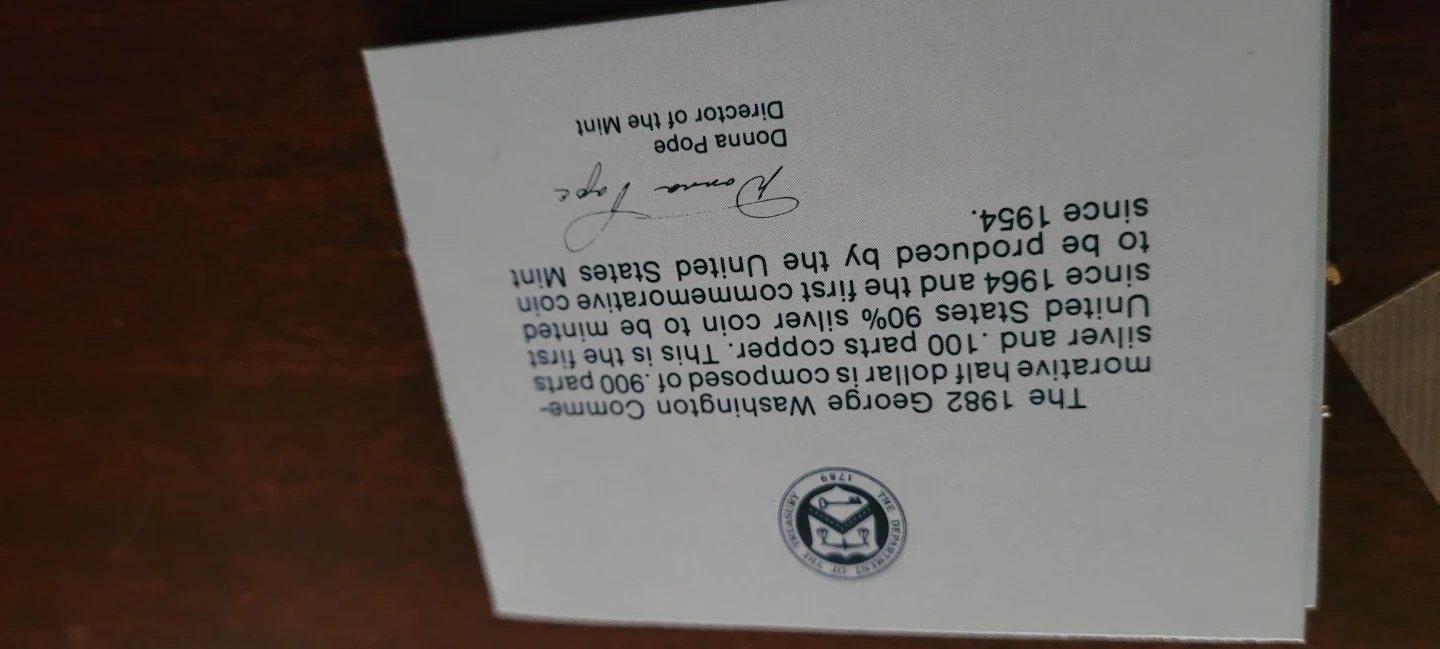 THE DEPARTMENT OF THE TREASURY
1789
The 1982 George Washington Comme-
morative half dollar is composed of .900 parts
silver and .100 parts copper. This is the first
United States 90% silver coin to be minted
since 1964 and the first commemorative coin
to be produced by the United States Mint
since 1954.
Donna Pope
Donna Pope
Director of the Mint